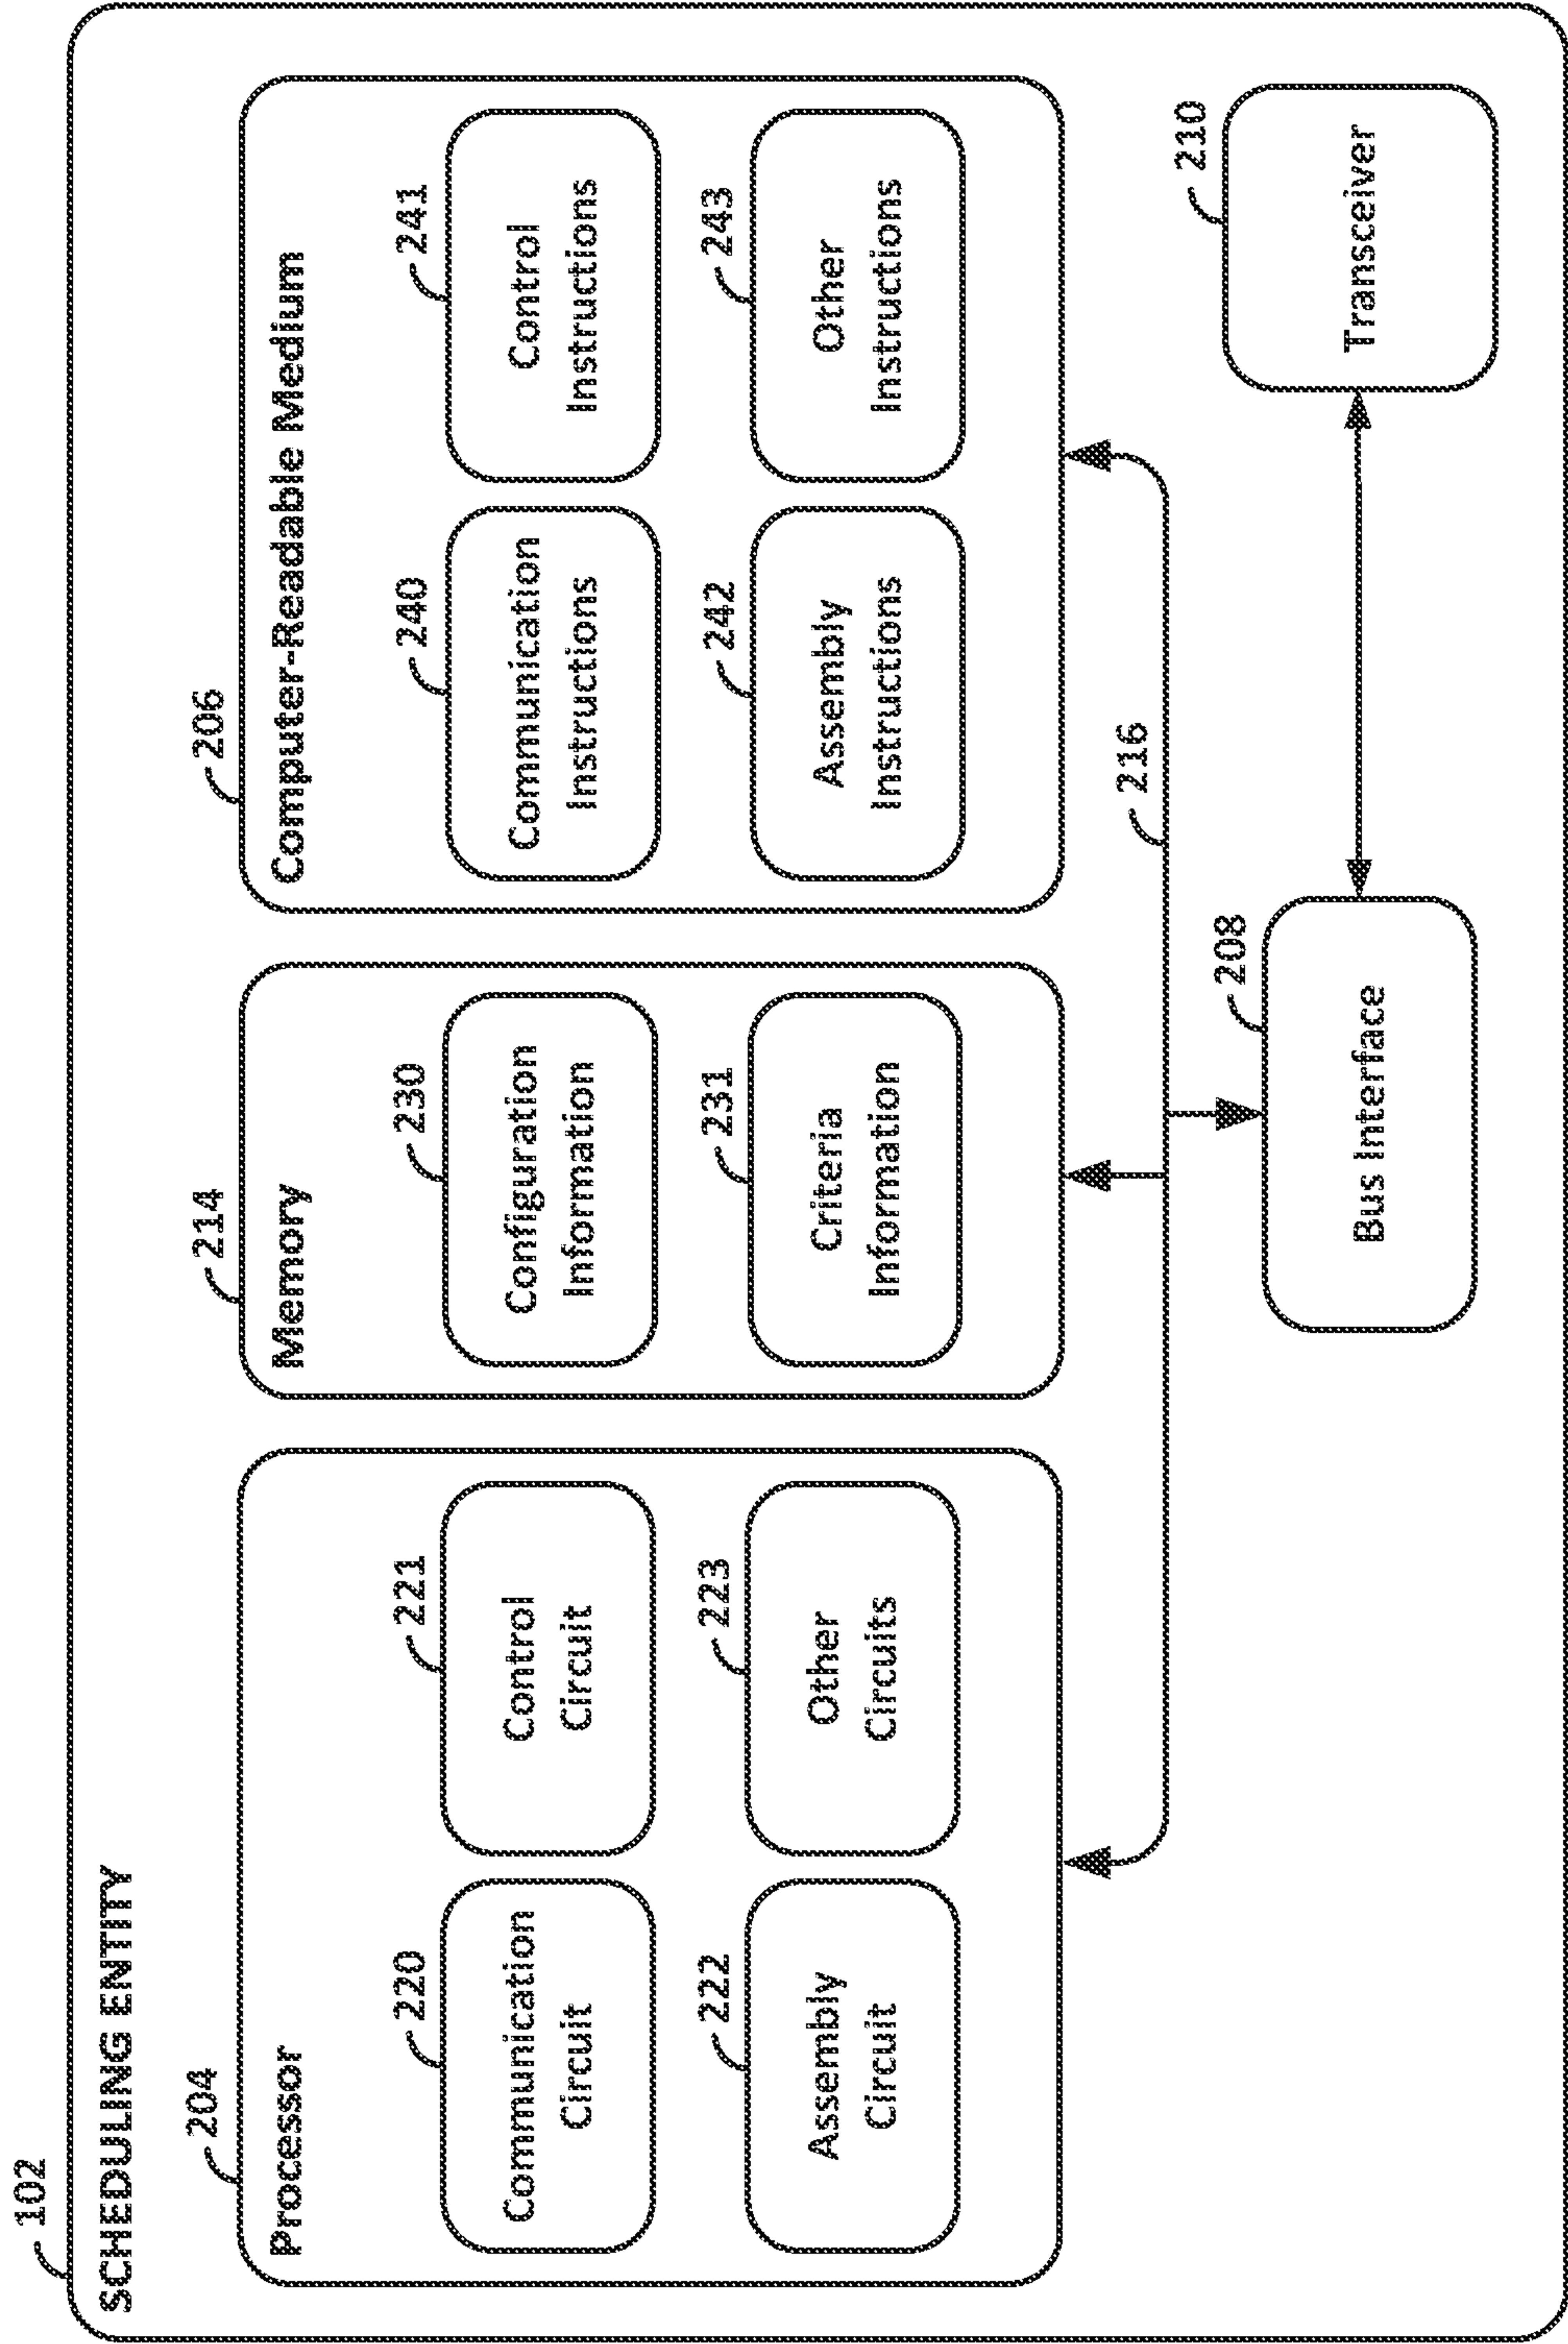 102
SCHEDULING ENTITY
204
Processor
220
Communication
Circuit
221
Control
Circuit
222
Assembly
Circuit
223
Other
Circuits
214
Memory
230
Configuration
Information
231
Criteria
Information
206
Computer-Readable Medium
240
Communication
Instructions
241
Control
Instructions
242
Assembly
Instructions
243
Other
Instructions
216
208
Bus Interface
210
Transceiver